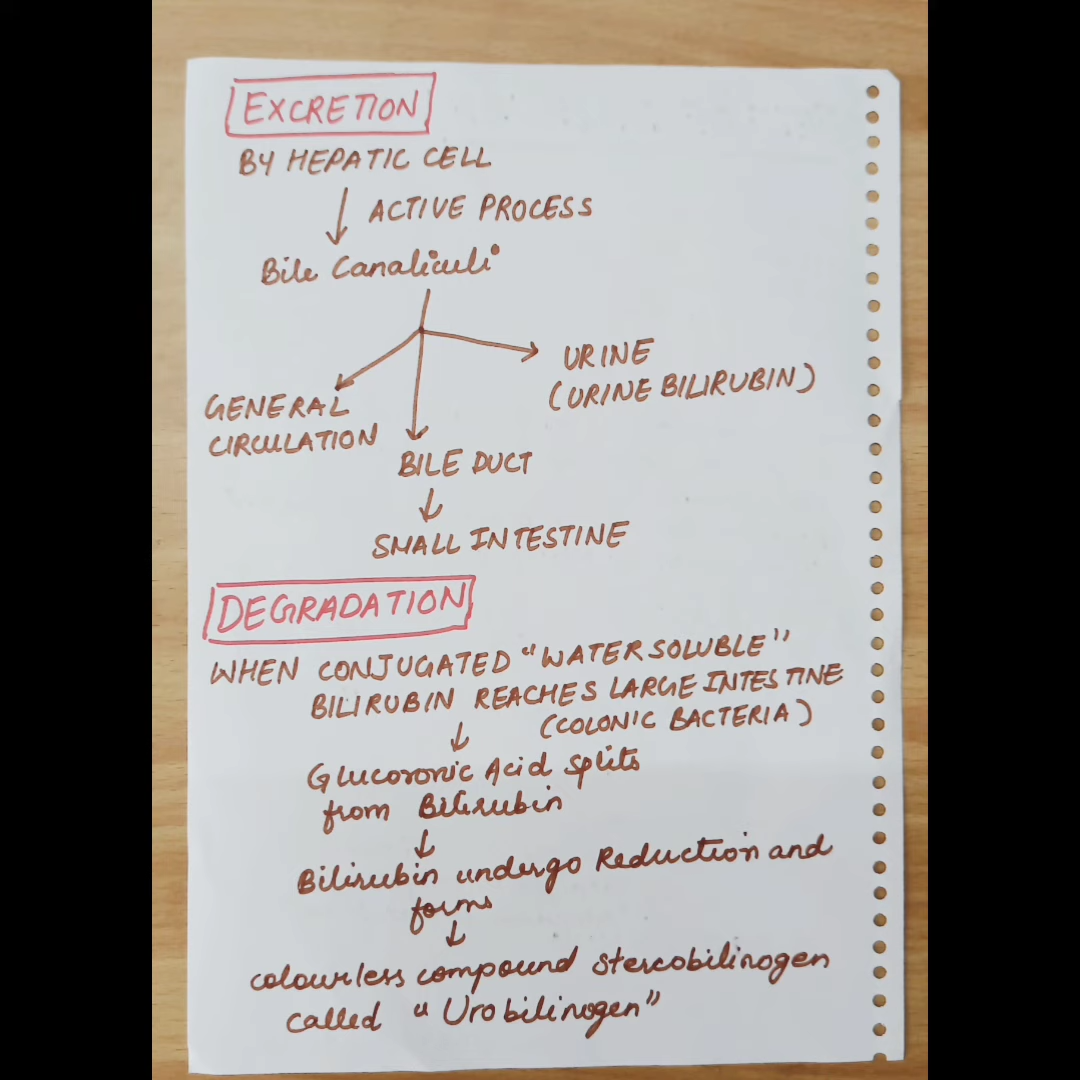 EXCRETION
BY HEPATIC CELL
ACTIVE PROCESS
Bile Canaliculi
URINE
(URINE BILIRUBIN)
GENERAL
CIRCULATION
BILE DUCT
SMALL INTESTINE
DEGRADATION
WHEN CONJUGATED "WATER SOLUBLE"
BILIRUBIN REACHES LARGE INTESTINE
(COLONIC BACTERIA)
Glucoronic Acid splits
from Bilirubin
Bilirubin undergo Reduction and
forms
colourless compound stercobilinogen
called "Urobilinogen"